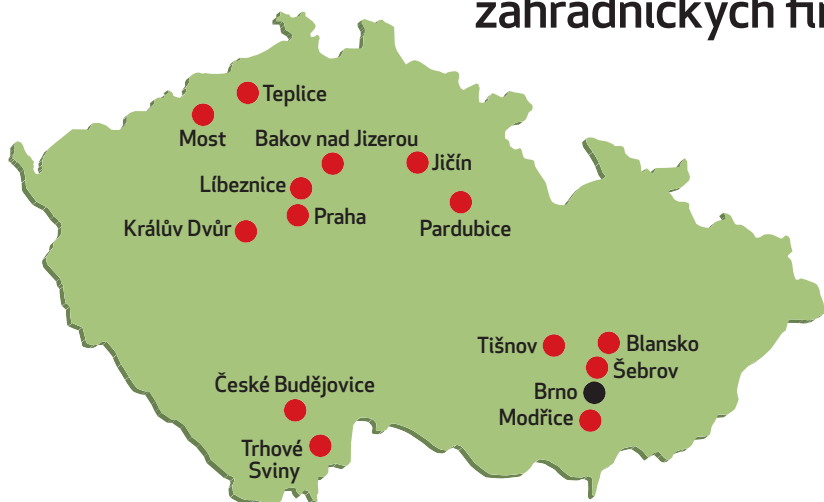 zahradnických
Teplice
Most
Bakov nad Jizerou
Jičín
Líbeznice
Praha
Králův Dvůr
Pardubice
Tišnov
Blansko
Šebrov
České Budějovice
Brno
Modřice
Trhové
Sviny